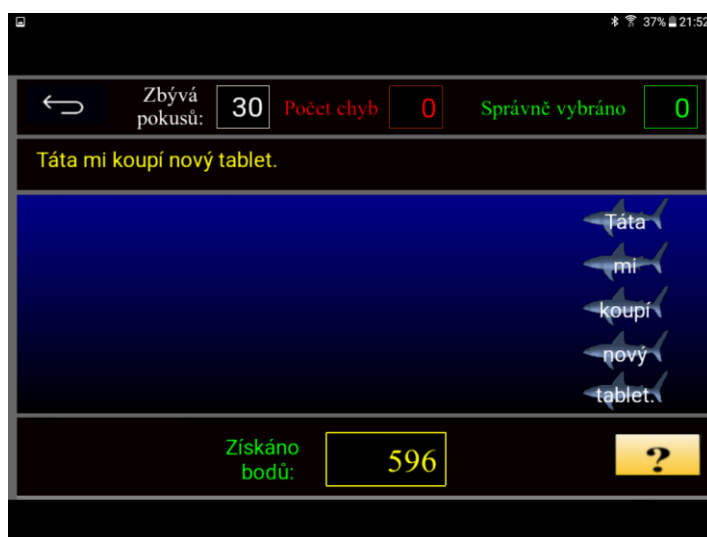 37% 21:52
Zbývá
pokusů:
30
Počet chyb
0
Správně vybráno
0
Táta mi koupí nový tablet.
Táta
mi
koupí
nový
tablet.
Získáno
bodů:
596
?